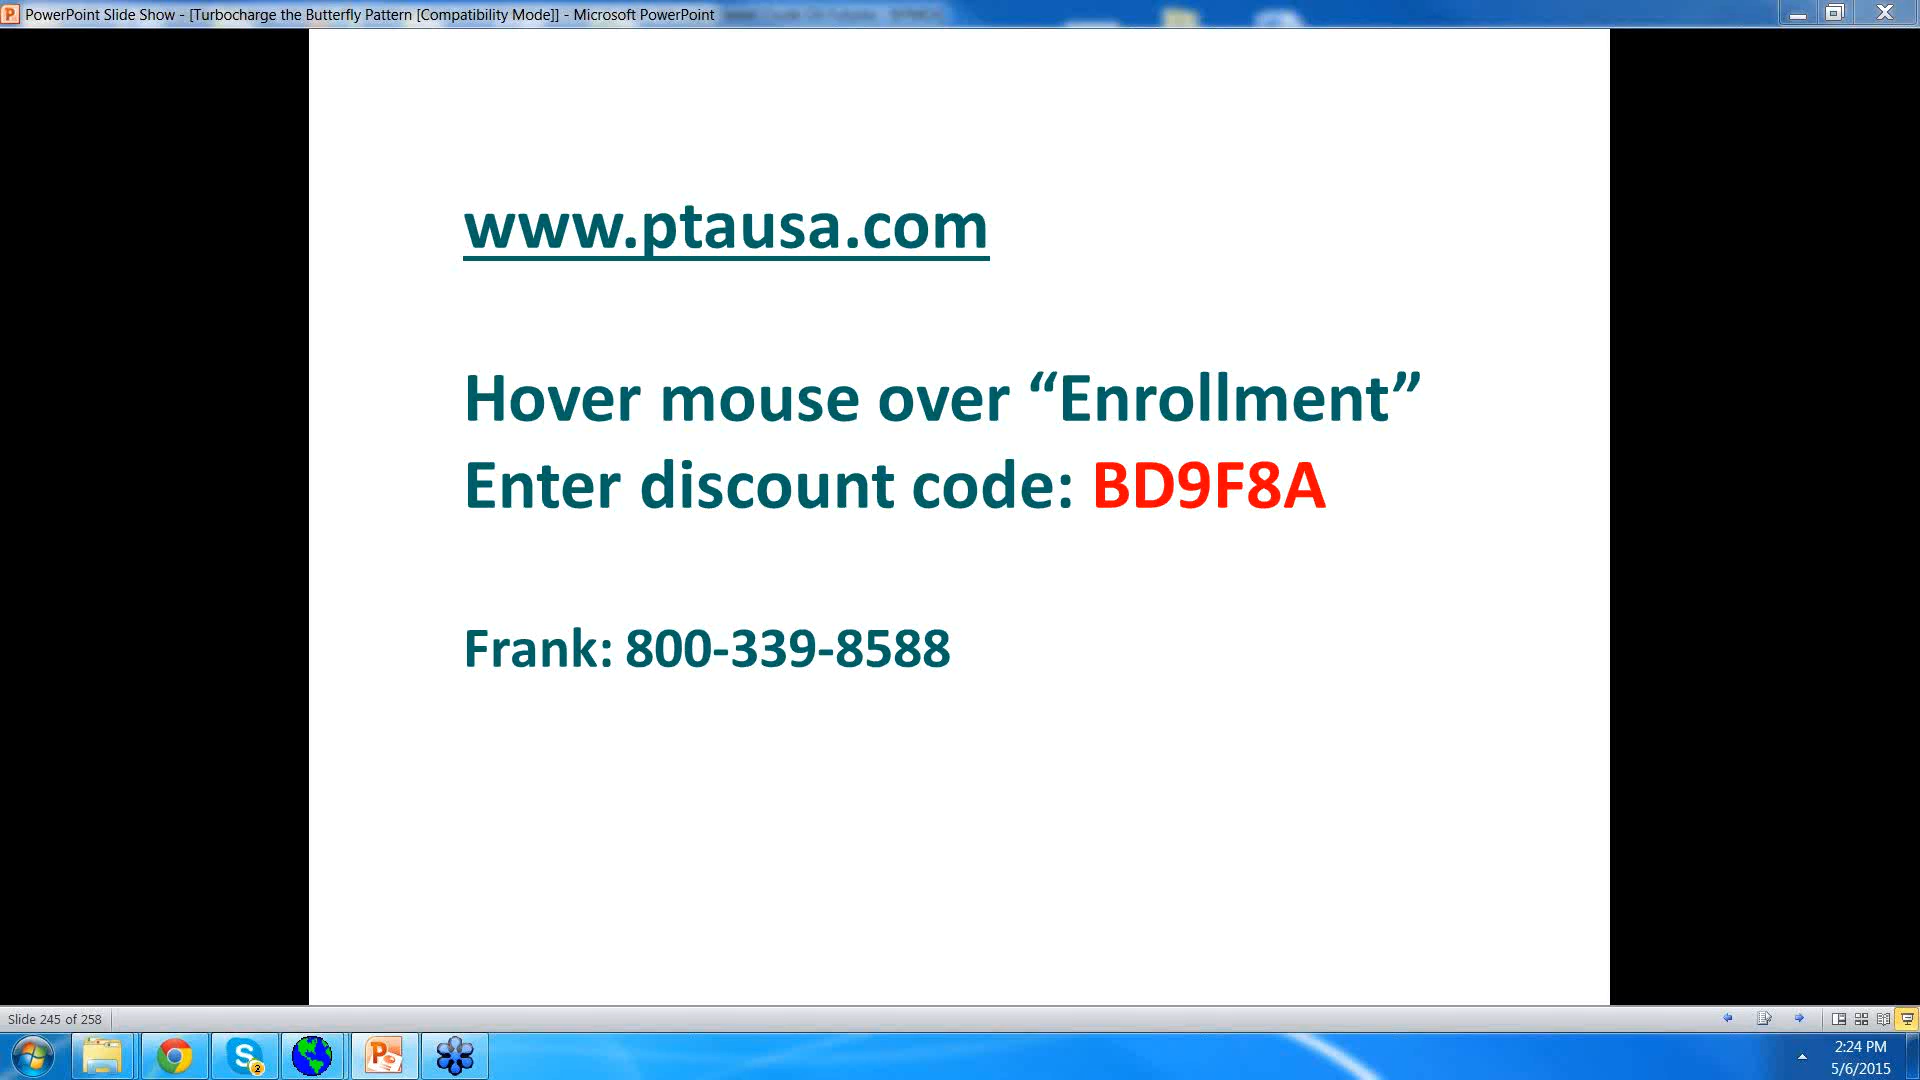 PowerPoint Slide Show - [Turbocharge the Butterfly Pattern [Compatibility Mode]] - Microsoft PowerPoint
www.ptausa.com
Hover mouse over “Enrollment”
Enter discount code: BD9F8A
Frank: 800-339-8588
Slide 245 of 258
2
2:24 PM
5/6/2015